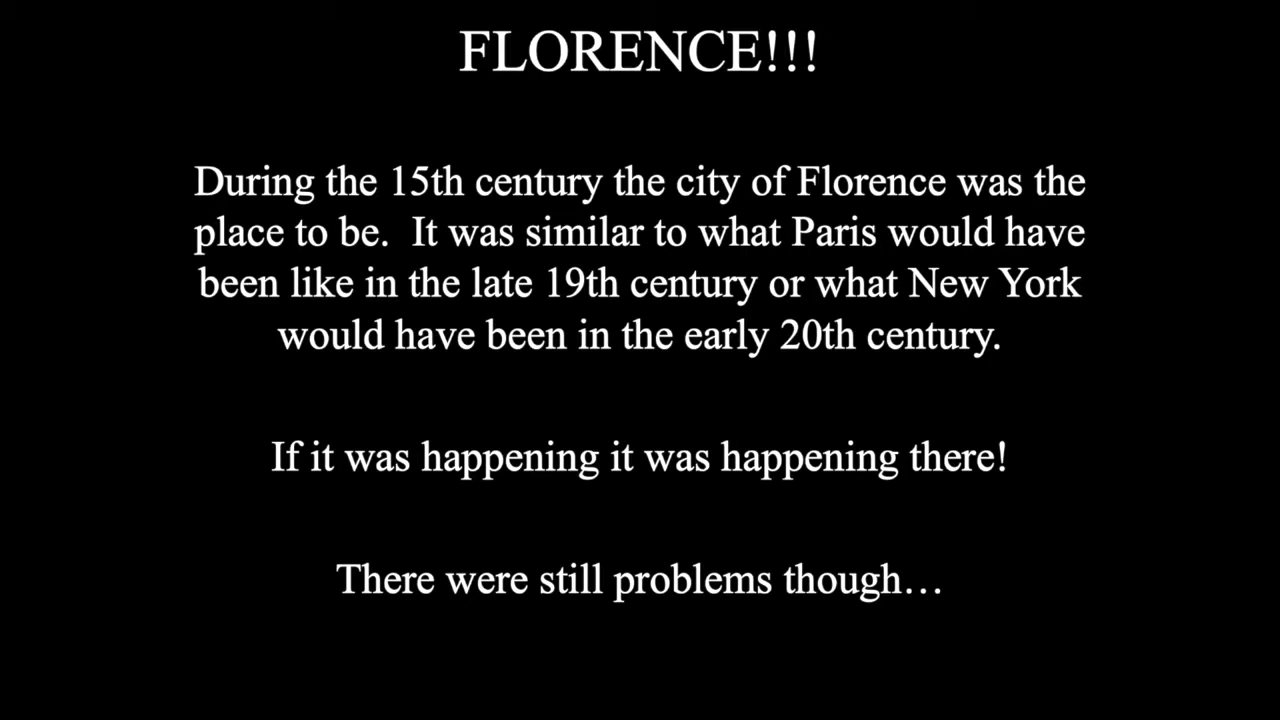 FLORENCE!!!
During the 15th century the city of Florence was the
place to be.  It was similar to what Paris would have
been like in the late 19th century or what New York
would have been in the early 20th century.
If it was happening it was happening there!
There were still problems though…